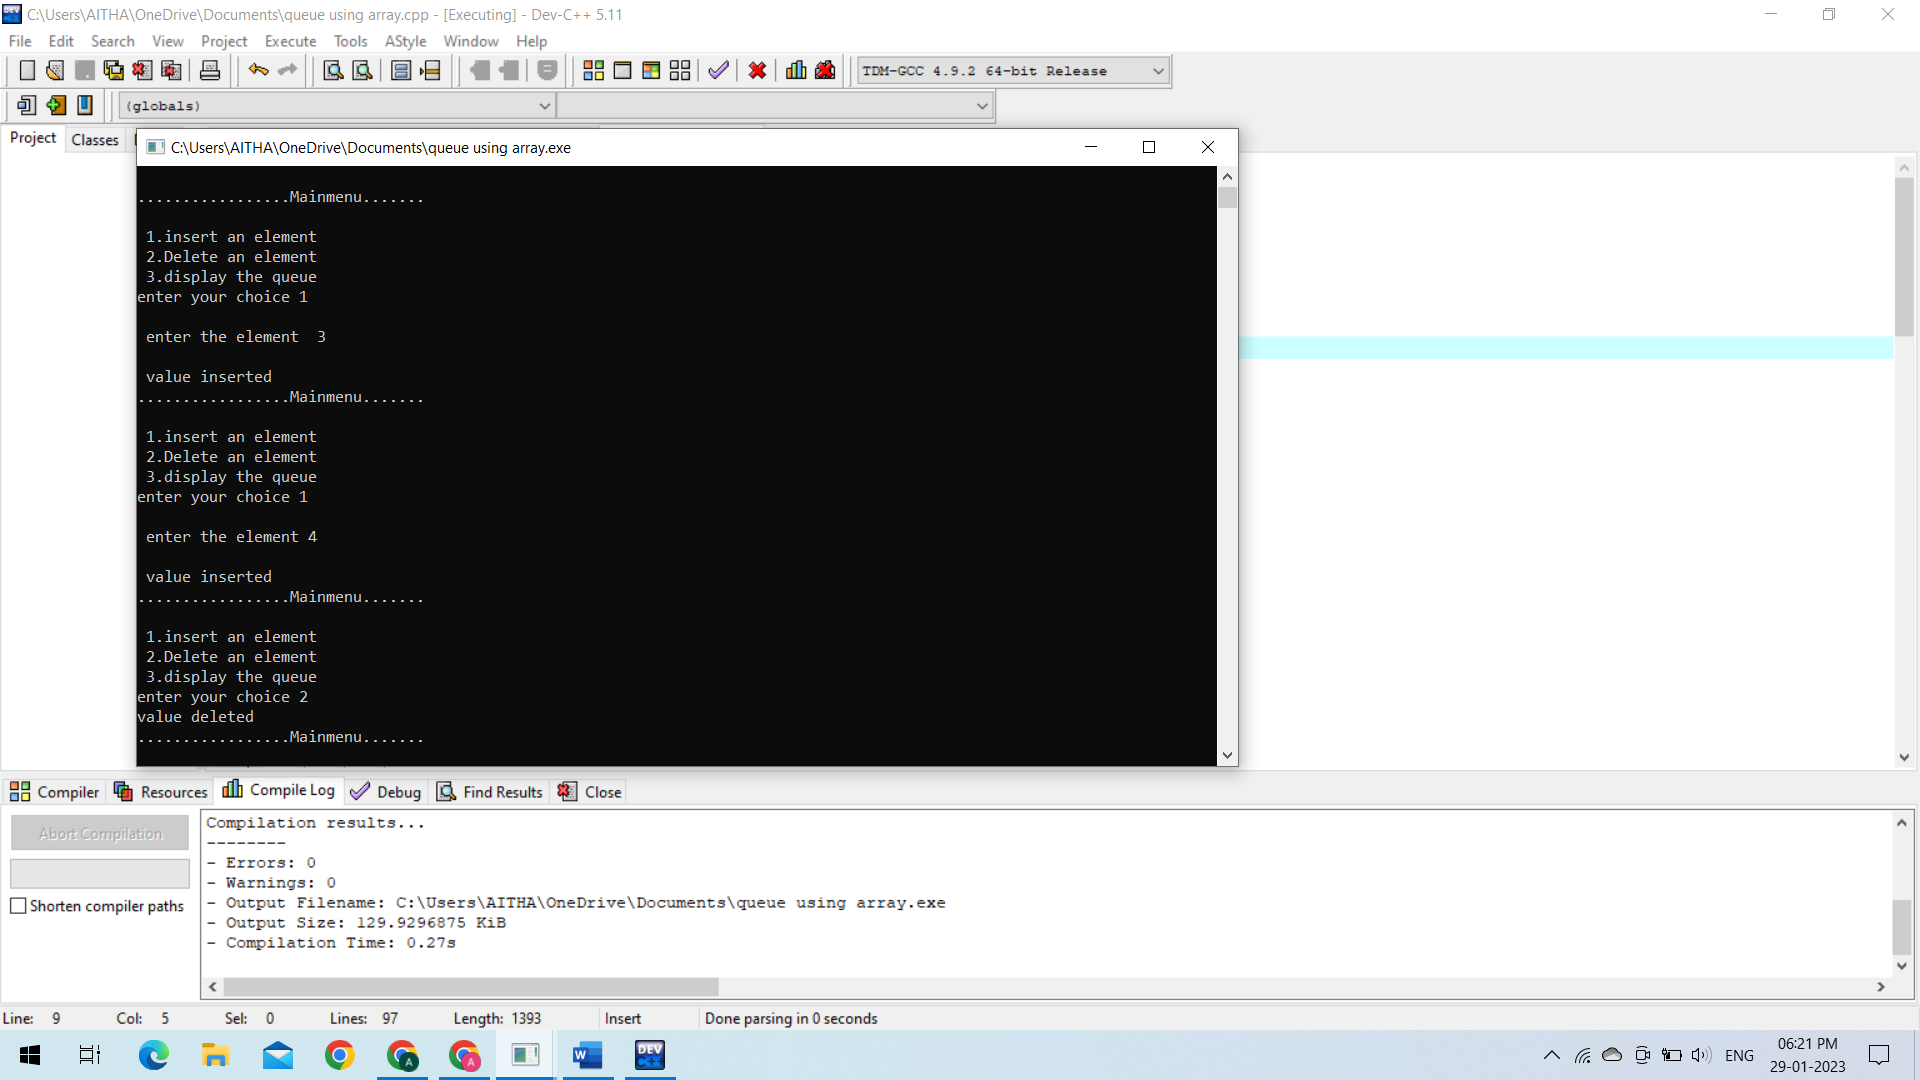 C:\Users\AITHA\OneDrive\Documents\queue using array.cpp - [Executing] - Dev-C++ 5.11
File Edit Search View Project Execute Tools AStyle Window Help
TDM-GCC 4.9.2 64-bit Release
(globals)
Project Classes
C:\Users\AITHA\OneDrive\Documents\queue using array.exe
.................Mainmenu.......
1.insert an element
2.Delete an element
3.display the queue
enter your choice 1
enter the element  3
value inserted
.................Mainmenu.......
1.insert an element
2.Delete an element
3.display the queue
enter your choice 1
enter the element 4
value inserted
.................Mainmenu.......
1.insert an element
2.Delete an element
3.display the queue
enter your choice 2
value deleted
.................Mainmenu.......
Compiler Resources Compile Log Debug Find Results Close
Abort Compilation
Shorten compiler paths
Compilation results...
--------
- Errors: 0
- Warnings: 0
- Output Filename: C:\Users\AITHA\OneDrive\Documents\queue using array.exe
- Output Size: 129.9296875 KiB
- Compilation Time: 0.27s
Line: 9 Col: 5 Sel: 0 Lines: 97 Length: 1393 Insert Done parsing in 0 seconds
ENG
06:21 PM
29-01-2023